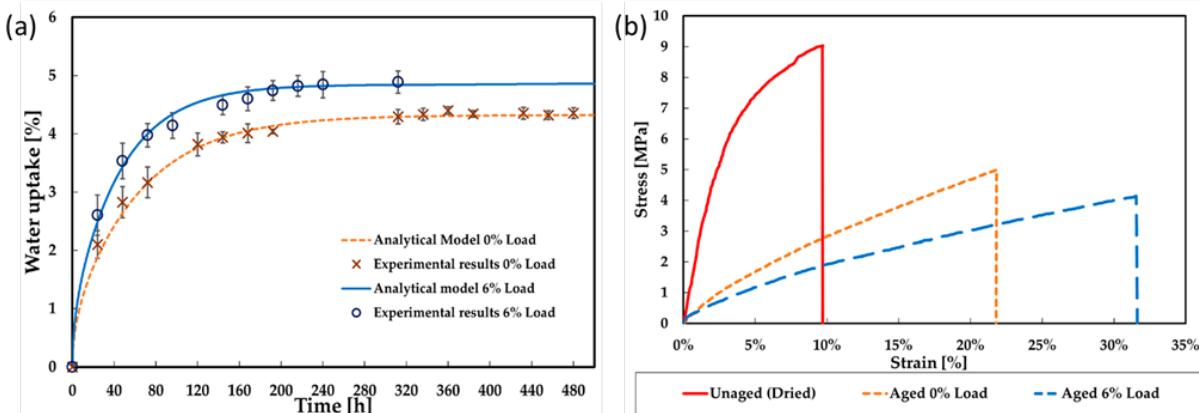 (a)
Water uptake [%]
6
5
4
3
2
1
0
Analytical Model 0% Load
Experimental results 0% Load
Analytical model 6% Load
Experimental results 6% Load
0 40 80 120 160 200 240 280 320 360 400 440 480
Time [h]
(b)
Stress [MPa]
10
9
8
7
6
5
4
3
2
1
0
0% 5% 10% 15% 20% 25% 30% 35%
Strain [%]
Unaged (Dried) Aged 0% Load Aged 6% Load